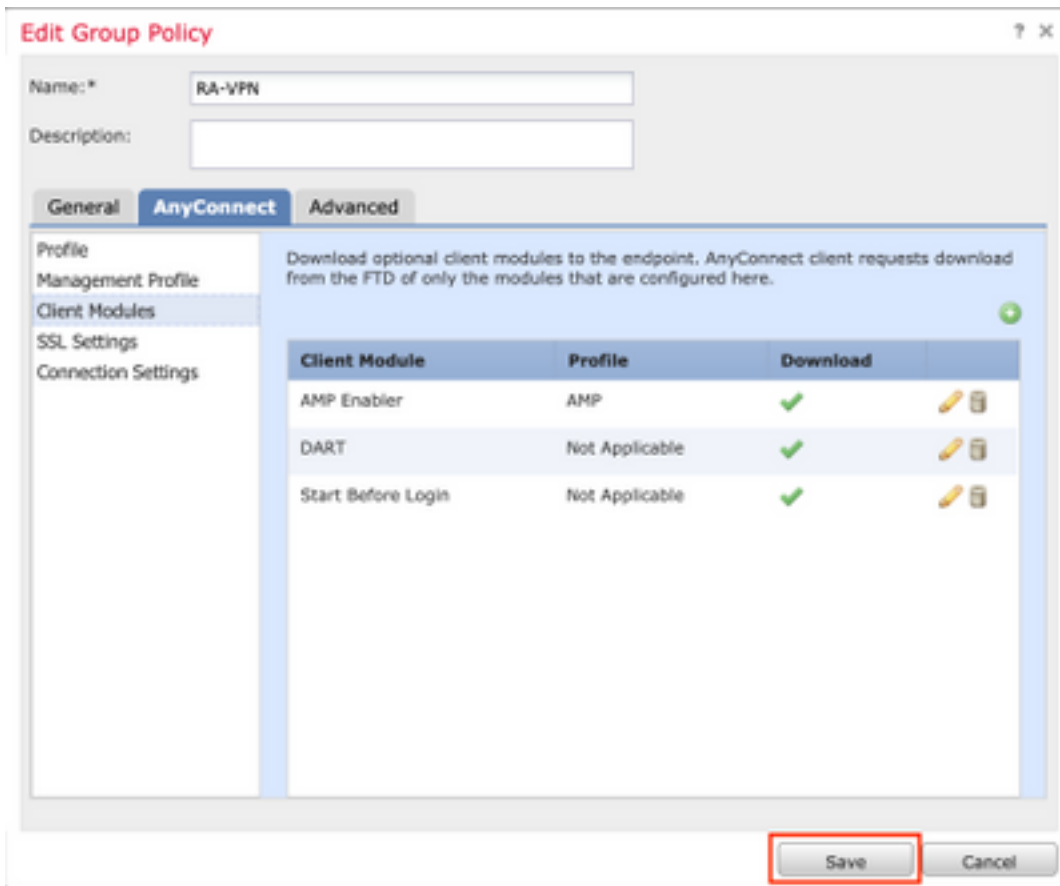 Edit Group Policy
? ×
Name:* RA-VPN
Description:
General AnyConnect Advanced
Profile
Management Profile
Client Modules
SSL Settings
Connection Settings
Download optional client modules to the endpoint. AnyConnect client requests download
from the FTD of only the modules that are configured here.
Client Module Profile Download
AMP Enabler AMP
DART Not Applicable
Start Before Login Not Applicable
Save Cancel